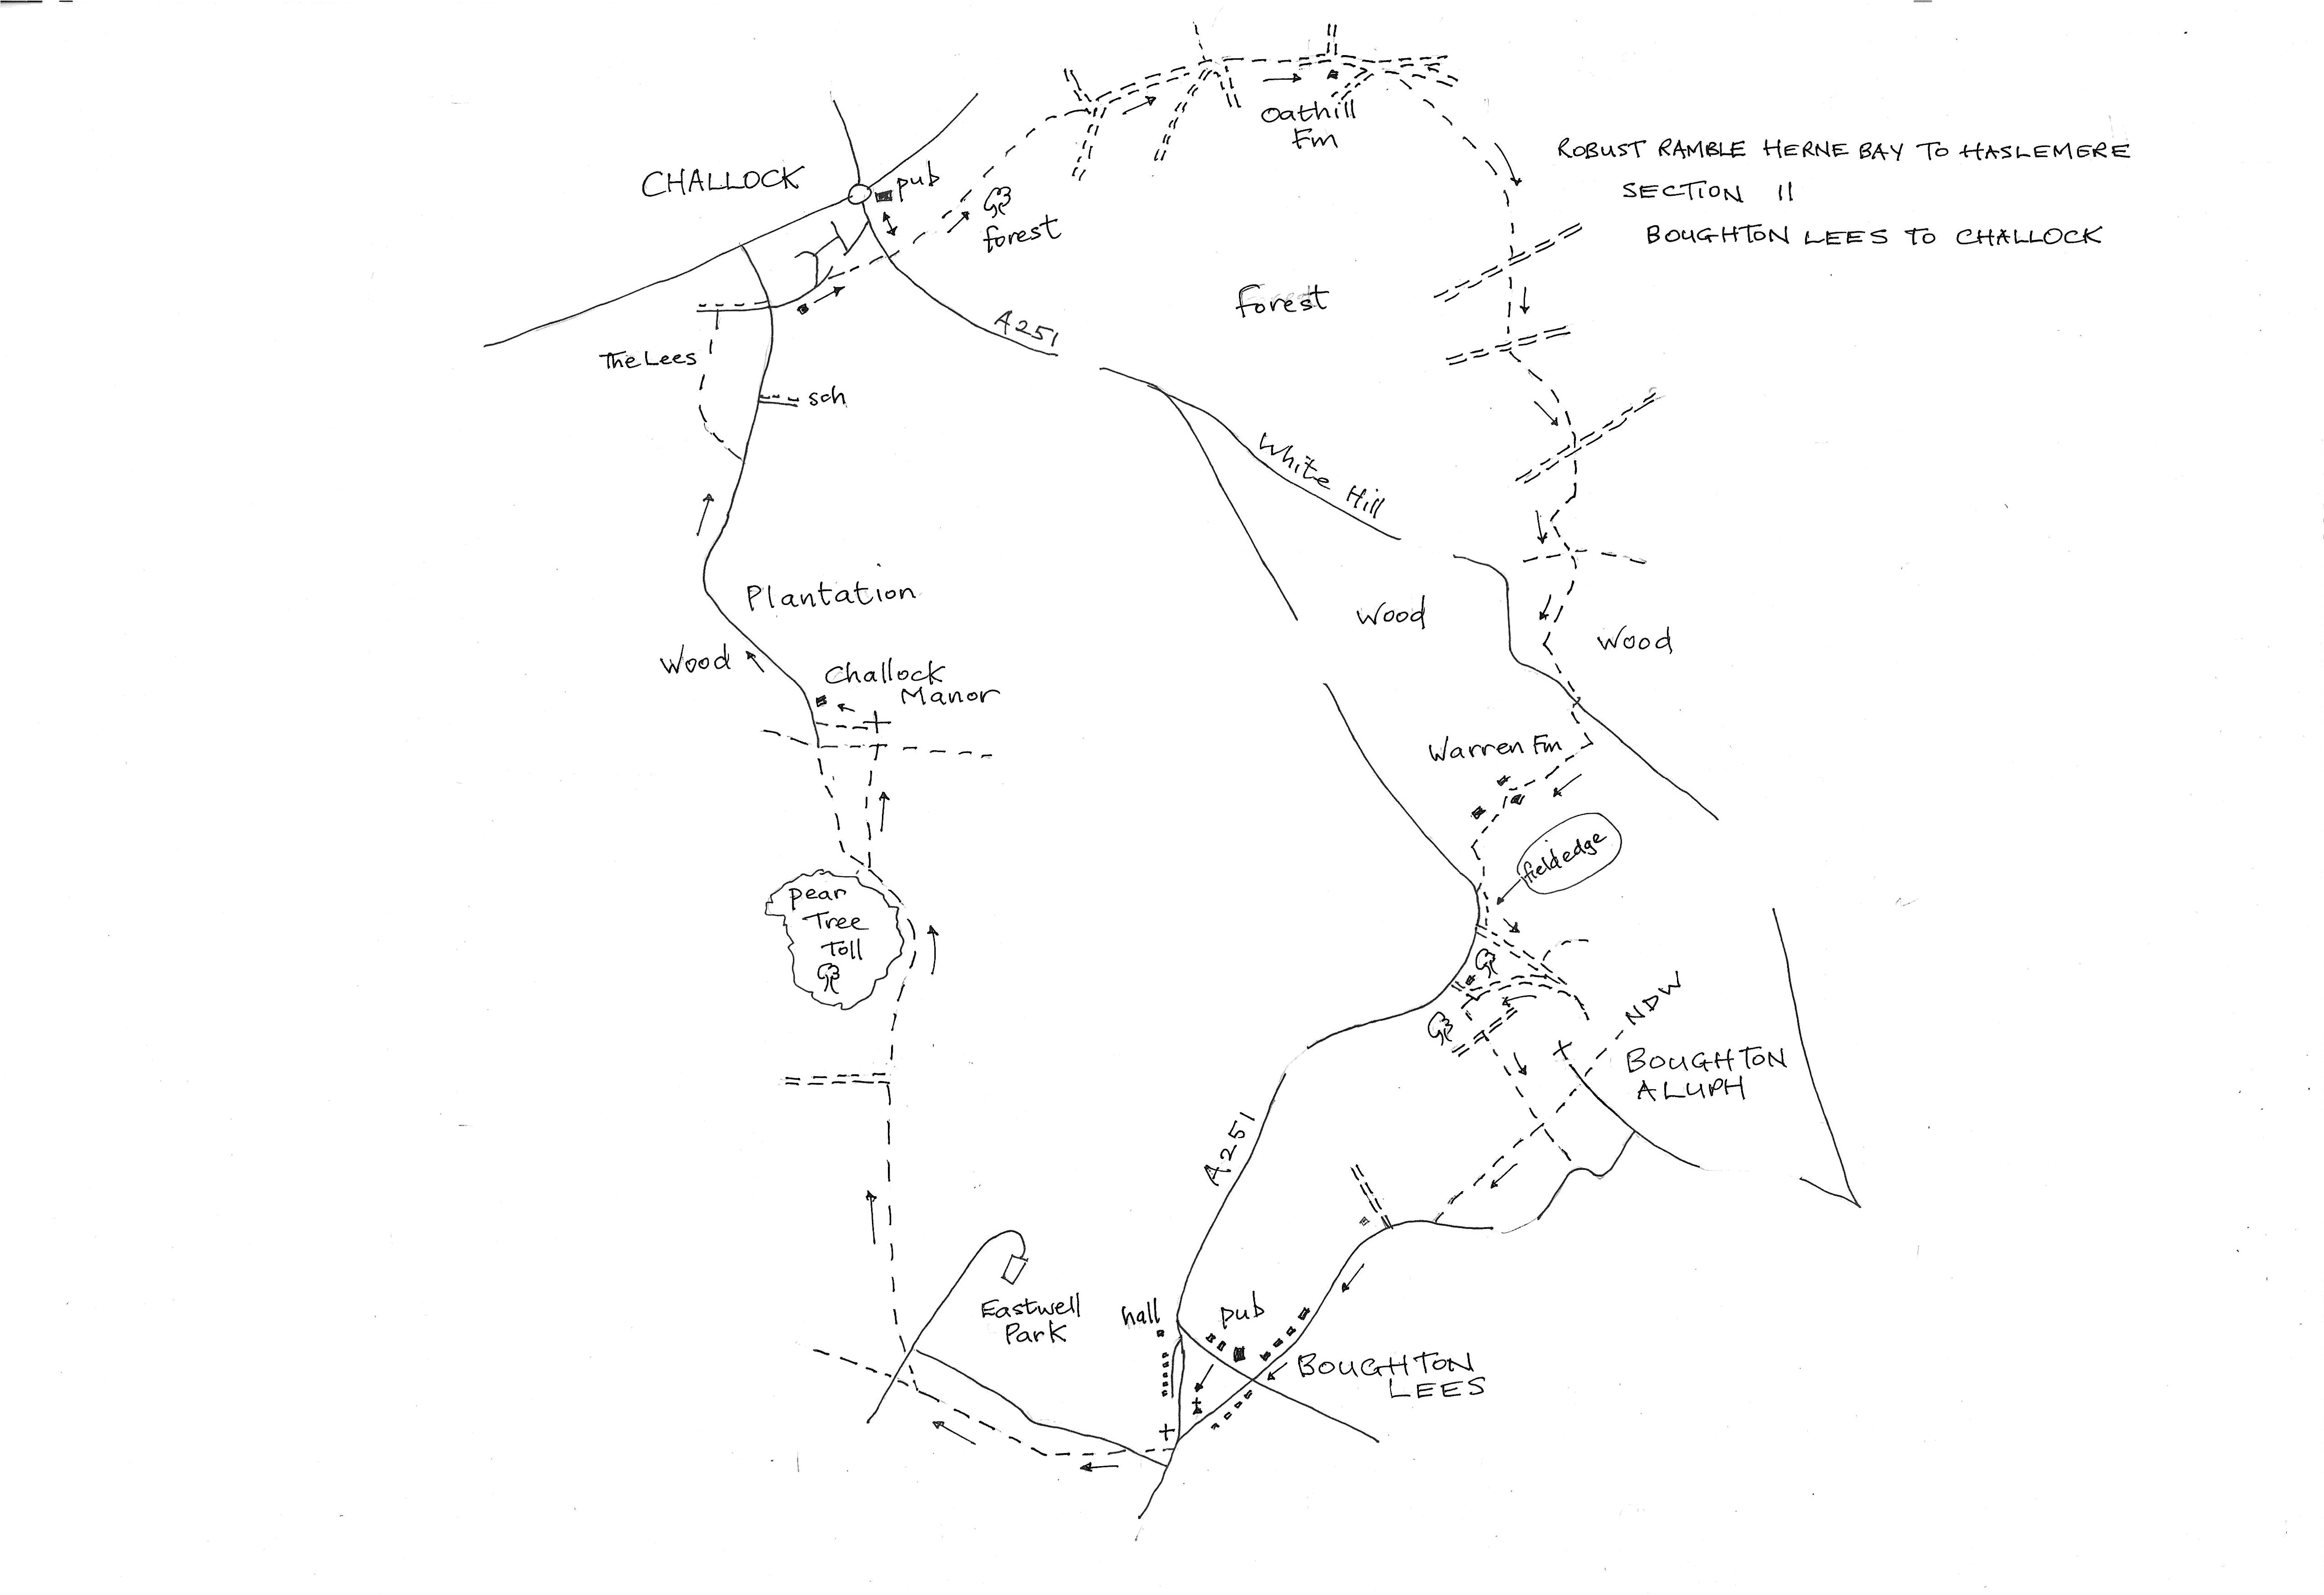 Oathill
Fm
ROBUST RAMBLE HERNE BAY TO HASLEMERE
SECTION 11
BOUGHTON LEES TO CHALLOCK
CHALLOCK
pub
forest
forest
A251
The Lees
sch
White Hill
Plantation
Wood
Wood
Wood
Challock
Manor
Warren Fm
field edge
Pear
Tree
Toll
NDW
BOUGHTON
ALUPH
A251
Eastwell
Park
hall
pub
BOUGHTON
LEES